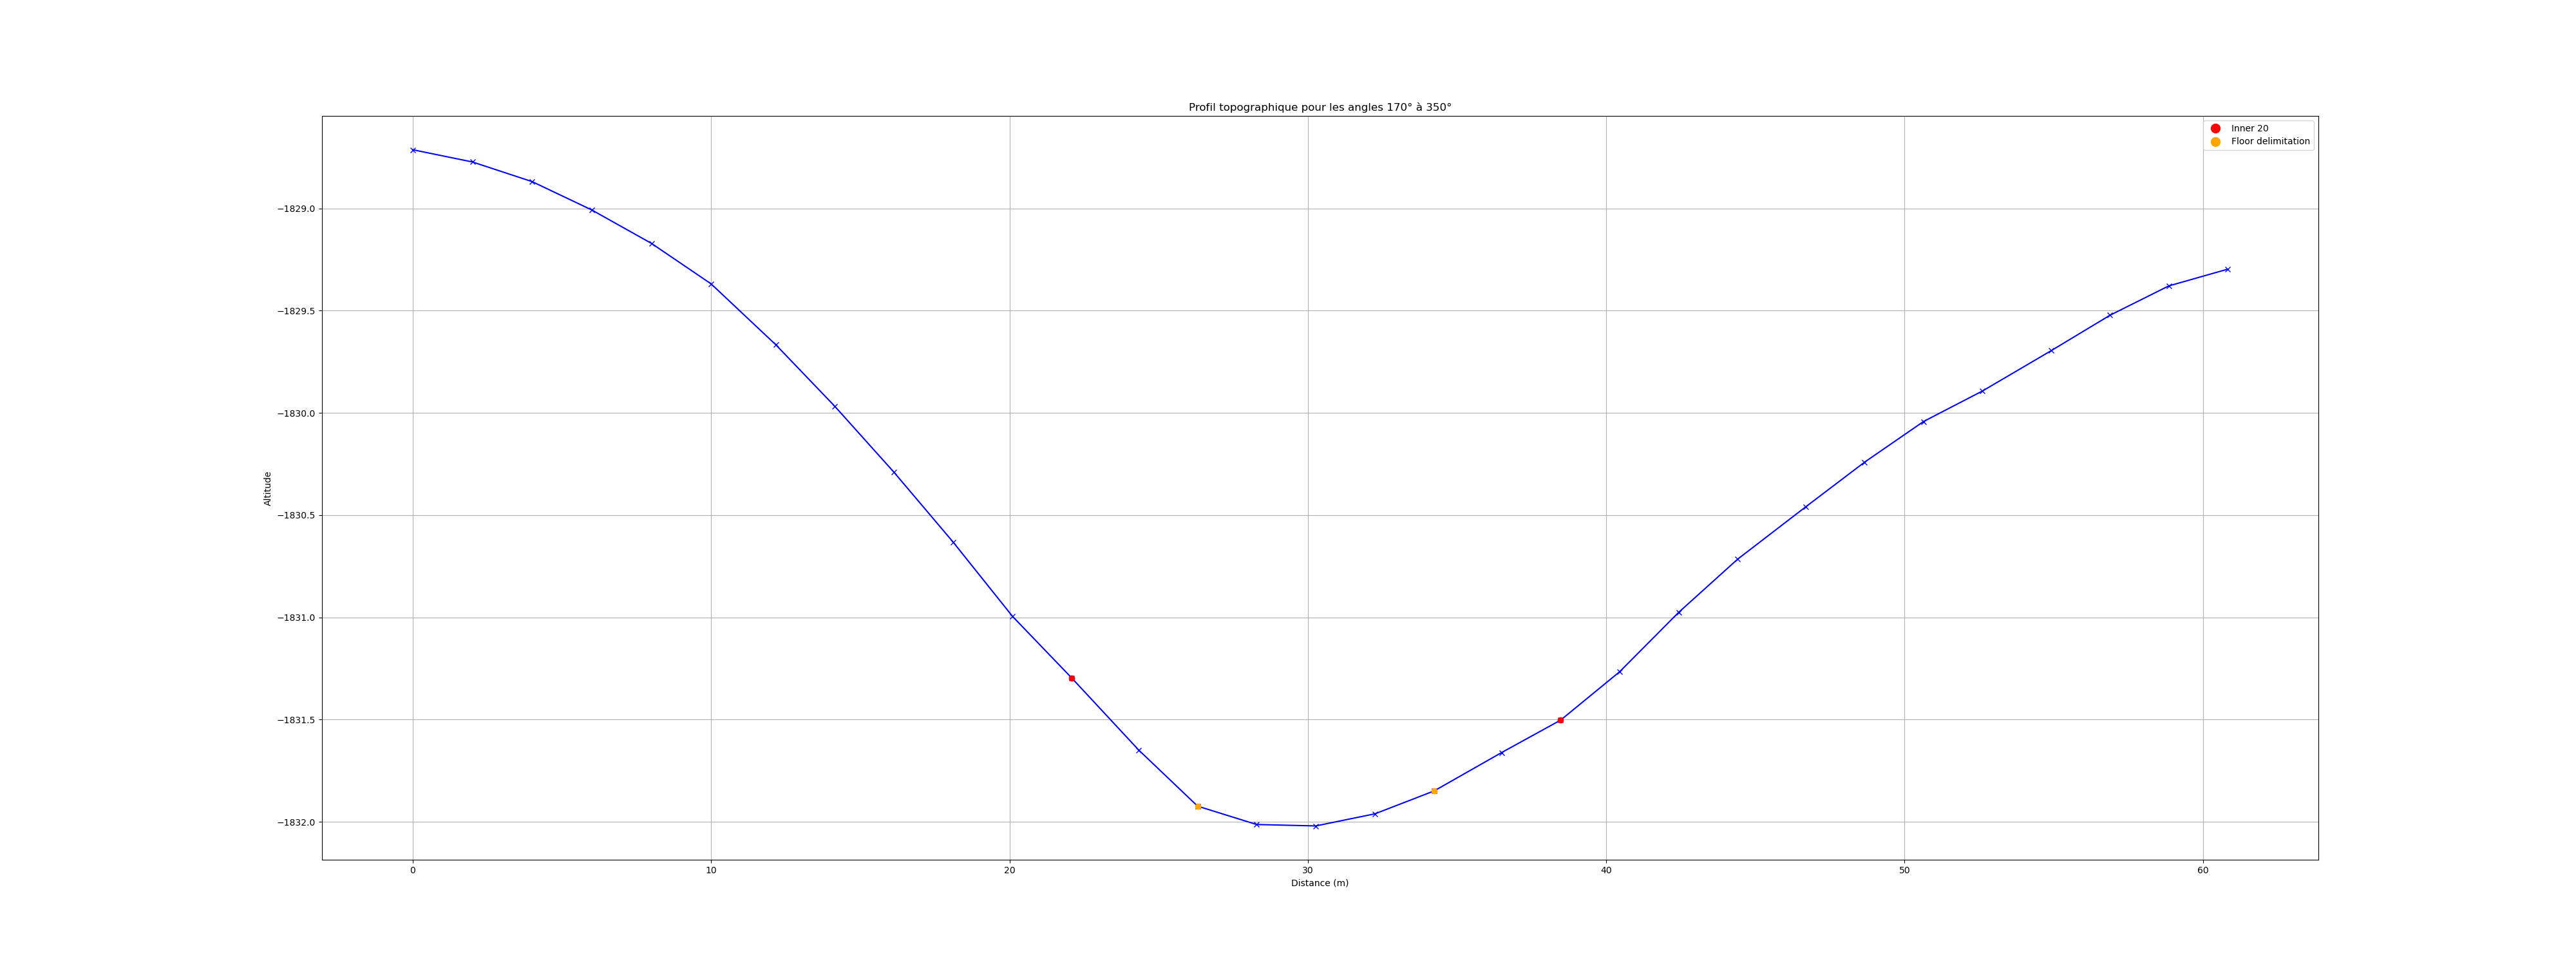 Profil topographique pour les angles 170° à 350°
Inner 20
Floor delimitation
−1829.0
−1829.5
−1830.0
−1830.5
−1831.0
−1831.5
−1832.0
Altitude
0 10 20 30 40 50 60
Distance (m)